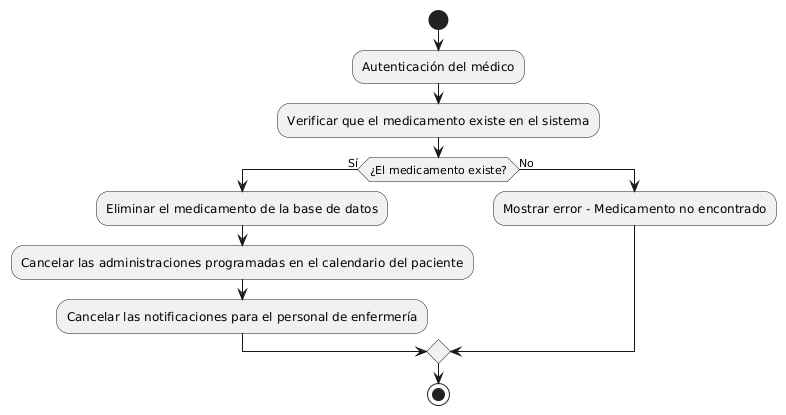 Autenticación del médico
Verificar que el medicamento existe en el sistema
¿El medicamento existe?
Sí
No
Eliminar el medicamento de la base de datos
Mostrar error - Medicamento no encontrado
Cancelar las administraciones programadas en el calendario del paciente
Cancelar las notificaciones para el personal de enfermería